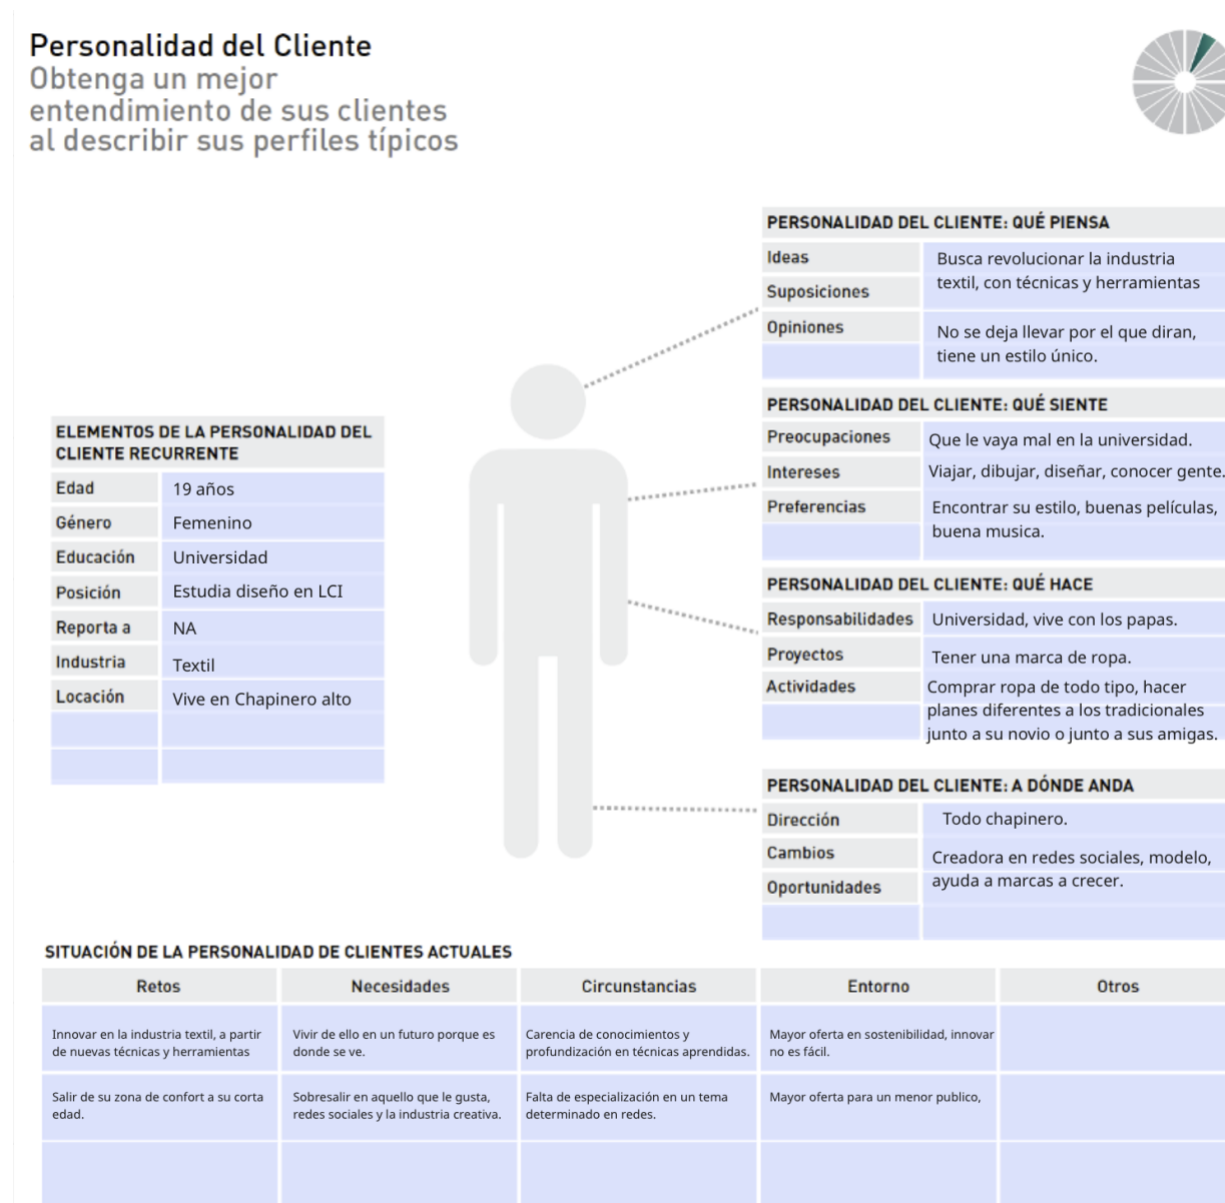 Personalidad del Cliente
Obtenga un mejor
entendimiento de sus clientes
al describir sus perfiles típicos
ELEMENTOS DE LA PERSONALIDAD DEL
CLIENTE RECURRENTE
Edad 19 años
Género Femenino
Educación Universidad
Posición Estudia diseño en LCI
Reporta a NA
Industria Textil
Locación Vive en Chapinero alto
PERSONALIDAD DEL CLIENTE: QUÉ PIENSA
Ideas
Suposiciones
Busca revolucionar la industria
textil, con técnicas y herramientas
Opiniones
No se deja llevar por el que diran,
tiene un estilo único.
PERSONALIDAD DEL CLIENTE: QUÉ SIENTE
Preocupaciones Que le vaya mal en la universidad.
Intereses Viajar, dibujar, diseñar, conocer gente.
Preferencias Encontrar su estilo, buenas películas,
buena musica.
PERSONALIDAD DEL CLIENTE: QUÉ HACE
Responsabilidades Universidad, vive con los papas.
Proyectos Tener una marca de ropa.
Actividades Comprar ropa de todo tipo, hacer
planes diferentes a los tradicionales
junto a su novio o junto a sus amigas.
PERSONALIDAD DEL CLIENTE: A DÓNDE ANDA
Dirección Todo chapinero.
Cambios
Oportunidades
Creadora en redes sociales, modelo,
ayuda a marcas a crecer.
SITUACIÓN DE LA PERSONALIDAD DE CLIENTES ACTUALES
Retos Necesidades Circunstancias Entorno Otros
Innovar en la industria textil, a partir
de nuevas técnicas y herramientas
Vivir de ello en un futuro porque es
donde se ve.
Carencia de conocimientos y
profundización en técnicas aprendidas.
Mayor oferta en sostenibilidad, innovar
no es fácil.
Salir de su zona de confort a su corta
edad.
Sobresalir en aquello que le gusta,
redes sociales y la industria creativa.
Falta de especialización en un tema
determinado en redes.
Mayor oferta para un menor publico,